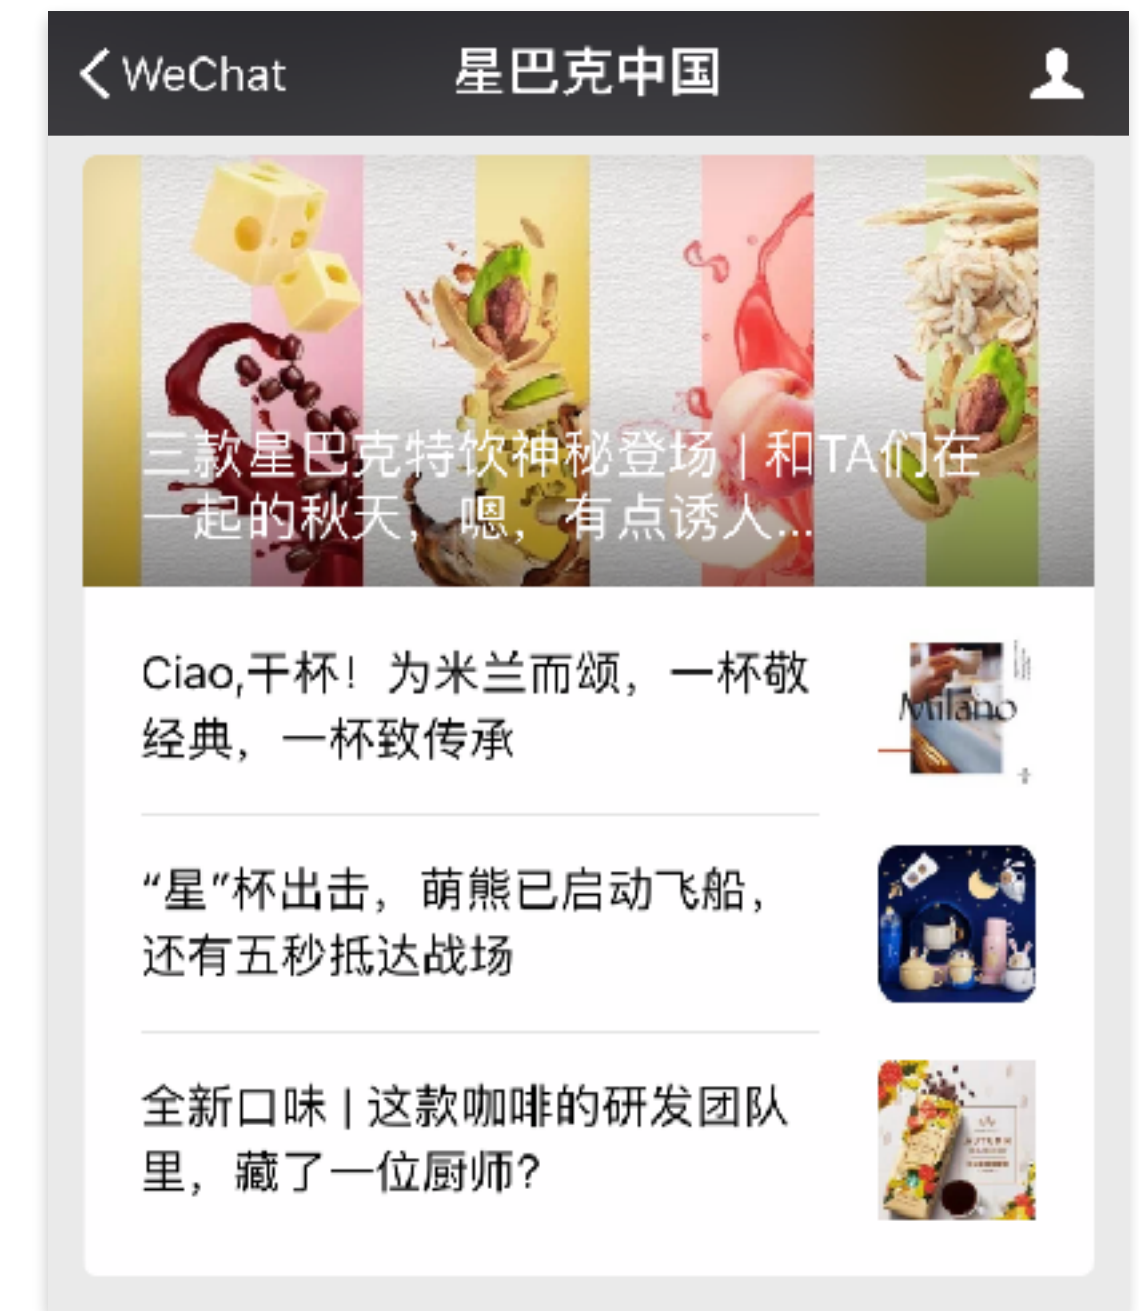 WeChat
星巴克中国
三款星巴克特饮神秘登场 | 和TA们在
一起的秋天，嗯，有点诱人...
Ciao,干杯！为米兰而颂，一杯敬
经典，一杯致传承
Milano
“星”杯出击，萌熊已启动飞船，
还有五秒抵达战场
全新口味 | 这款咖啡的研发团队
里，藏了一位厨师?
AUTUMN